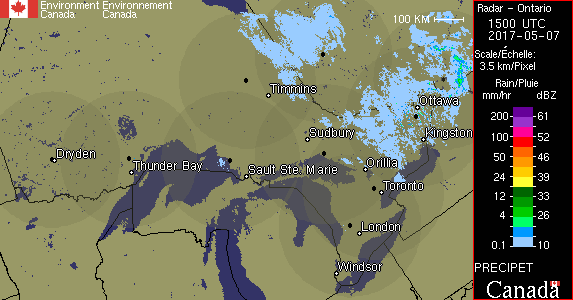 Environment Environnement
Canada Canada
100 KM
Timmins
Ottawa
Sudbury
Kingston
Dryden
Thunder Bay
Sault Ste. Marie
Orillia
Toronto
London
Windsor
Radar - Ontario
1500 UTC
2017-05-07
Scale/Échelle:
3.5 km/Pixel
Rain/Pluie
mm/hr dBZ
200 61
100 52
50 46
24 39
12 33
4 26
0.1 10
PRECIPET
Canada